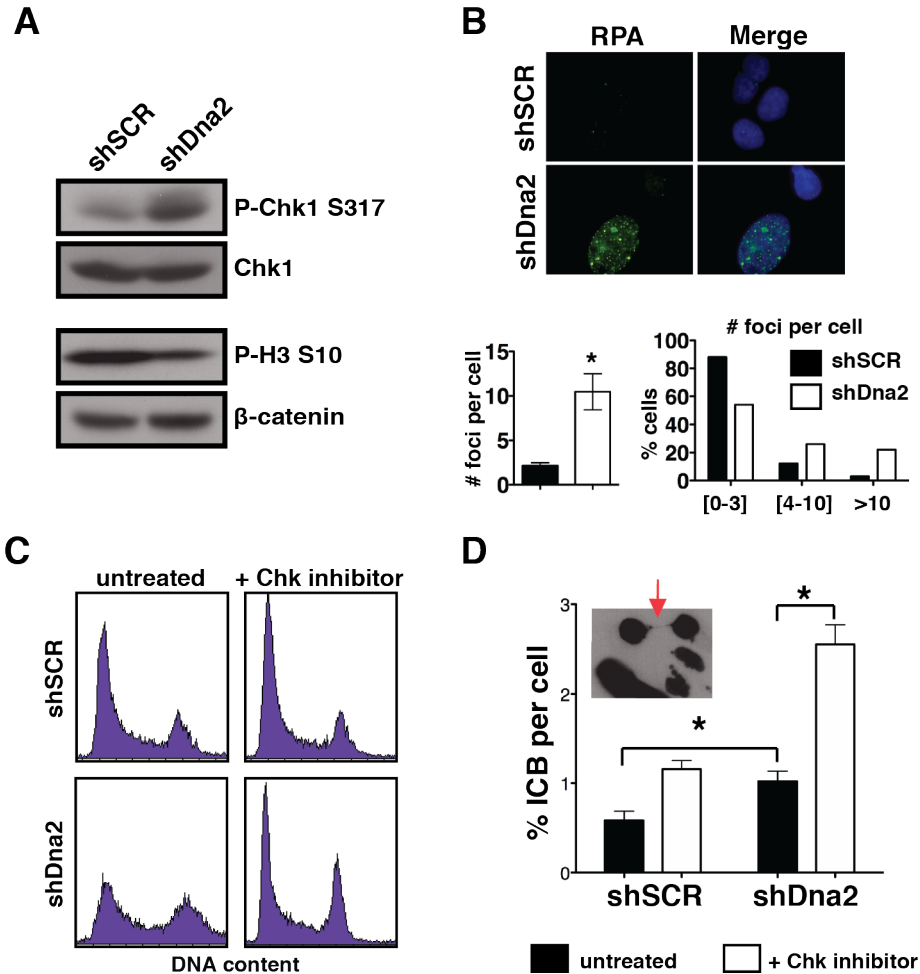 A
shSCR
shDna2
P-Chk1 S317
Chk1
P-H3 S10
β-catenin
B
RPA
Merge
shSCR
shDna2
# foci per cell
15
10
5
0
*
# foci per cell
% cells
100
80
60
40
20
0
shSCR
shDna2
[0-3]
[4-10]
>10
C
untreated
+ Chk inhibitor
shSCR
shDna2
DNA content
D
% ICB per cell
3
2
1
0
*
*
shSCR
shDna2
untreated
+ Chk inhibitor